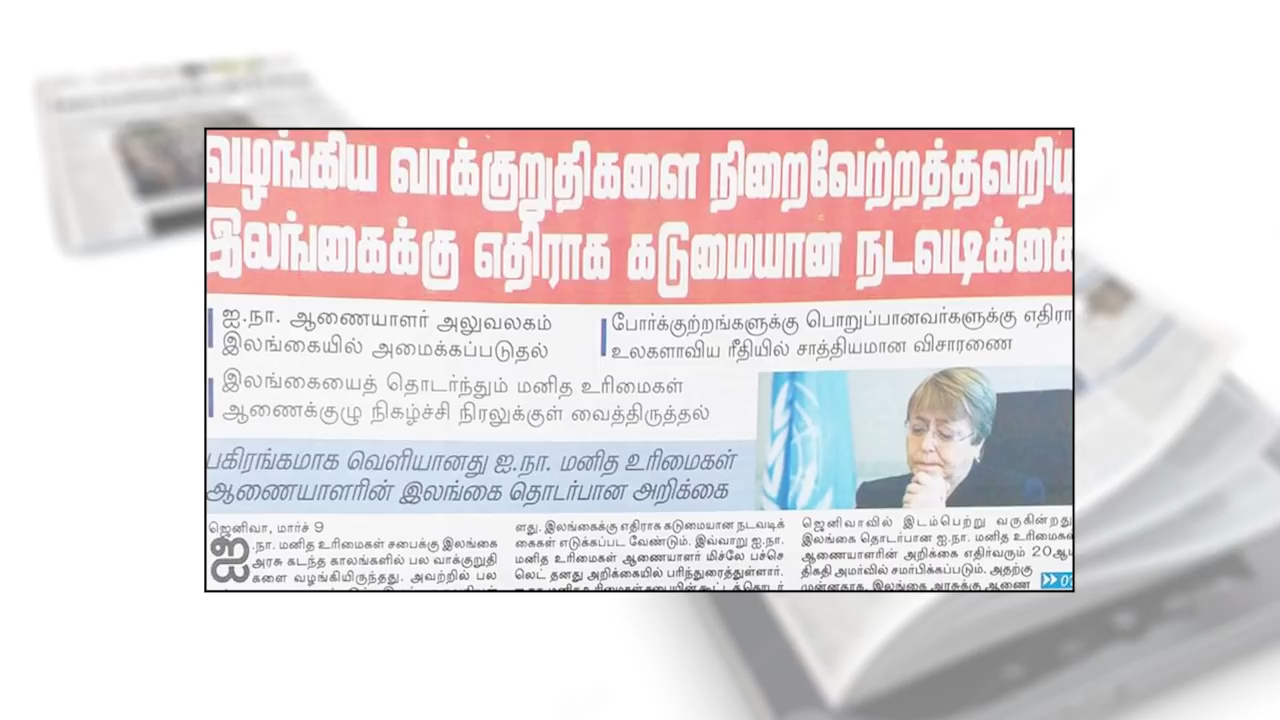 வழங்கிய வாக்குறுதிகளை நிறைவேற்றத்தவறிய
இலங்கைக்கு எதிராக கடுமையான நடவடிக்கை
ஐ.நா. ஆணையாளர் அலுவலகம்
இலங்கையில் அமைக்கப்படுதல்
போர்க்குற்றங்களுக்கு பொறுப்பானவர்களுக்கு எதிரா
உலகளாவிய ரீதியில் சாத்தியமான விசாரணை
இலங்கையைத் தொடர்ந்தும் மனித உரிமைகள்
ஆணைக்குழு நிகழ்ச்சி நிரலுக்குள் வைத்திருத்தல்
பகிரங்கமாக வெளியானது ஐ.நா. மனித உரிமைகள்
ஆணையாளரின் இலங்கை தொடர்பான அறிக்கை
ஜெனிவா, மார்ச் 9
ஐ.நா. மனித உரிமைகள் சபைக்கு இலங்கை
அரசு கடந்த காலங்களில் பல வாக்குறுதி
களை வழங்கியிருந்தது. அவற்றில் பல
ளது. இலங்கைக்கு எதிராக கடுமையான நடவடிக்
கைகள் எடுக்கப்பட வேண்டும். இவ்வாறு ஐ.நா.
மனித உரிமைகள் ஆணையாளர் மிச்லே பச்செ
லெட் தனது அறிக்கையில் பரிந்துரைத்துள்ளார்.
ஜெனிவாவில் இடம்பெற்று வருகின்றது
இலங்கை தொடர்பான ஐ.நா. மனித உரிமைகள்
ஆணையாளரின் அறிக்கை எதிர்வரும் 20ஆம்
திகதி அமர்வில் சமர்பிக்கப்படும். அதற்கு
முன்னதாக, இலங்கை அரசுக்கு ஆணை